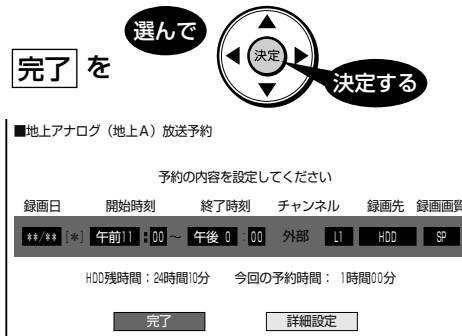 選んで
完了 を
決定
決定する
■地上アナログ（地上A）放送予約
予約の内容を設定してください
録画日 開始時刻 終了時刻 チャンネル 録画先 録画画質
**/** [*] 午前11:00 ～ 午後 0:00 外部 L1 HDD SP
HDD残時間：24時間10分 今回の予約時間： 1時間00分
完了 詳細設定